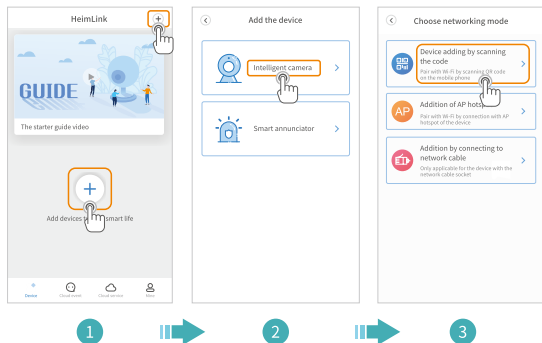 HeimLink
GUIDE
The starter guide video
Add devices smart life
Device
Cloud event
Cloud service
Mine
Add the device
Intelligent camera
Smart annunciator
Choose networking mode
Device adding by scanning
the code
Pair with Wi-Fi by scanning QR code
on the mobile phone
AP
Addition of AP
Pair with Wi-Fi by connection with AP
hotspot of the device
Addition by connecting to
network cable
Only applicable for the device with the
network cable socket
1
2
3